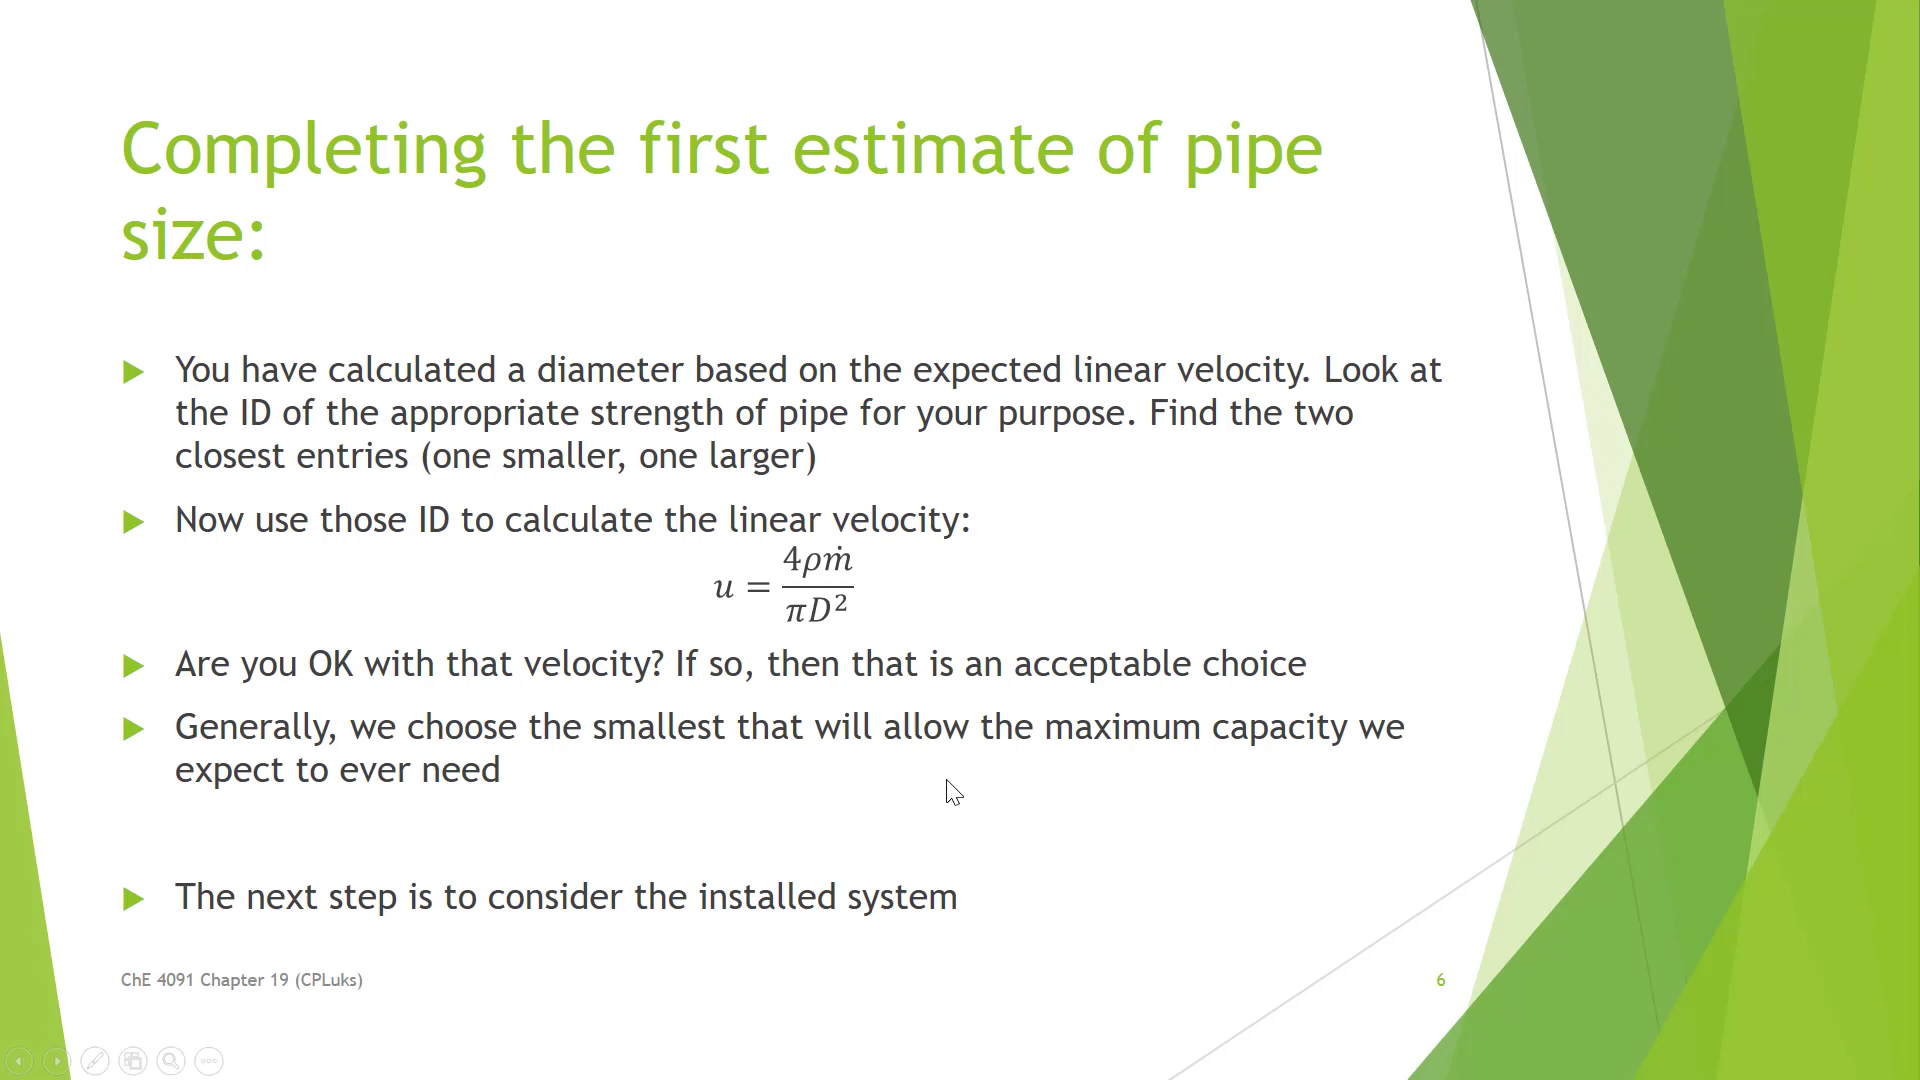 Completing the first estimate of pipe
size:
You have calculated a diameter based on the expected linear velocity. Look at
the ID of the appropriate strength of pipe for your purpose. Find the two
closest entries (one smaller, one larger)
Now use those ID to calculate the linear velocity:
u = 4ρṁ / πD²
Are you OK with that velocity? If so, then that is an acceptable choice
Generally, we choose the smallest that will allow the maximum capacity we
expect to ever need
The next step is to consider the installed system
ChE 4091 Chapter 19 (CPLuks)
6